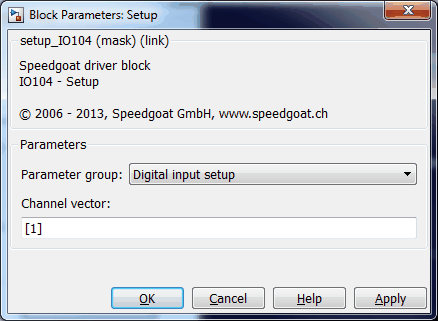 Block Parameters: Setup
setup_IO104 (mask) (link)
Speedgoat driver block
IO104 - Setup
© 2006 - 2013, Speedgoat GmbH, www.speedgoat.ch
Parameters
Parameter group: Digital input setup
Channel vector:
[1]
OK Cancel Help Apply